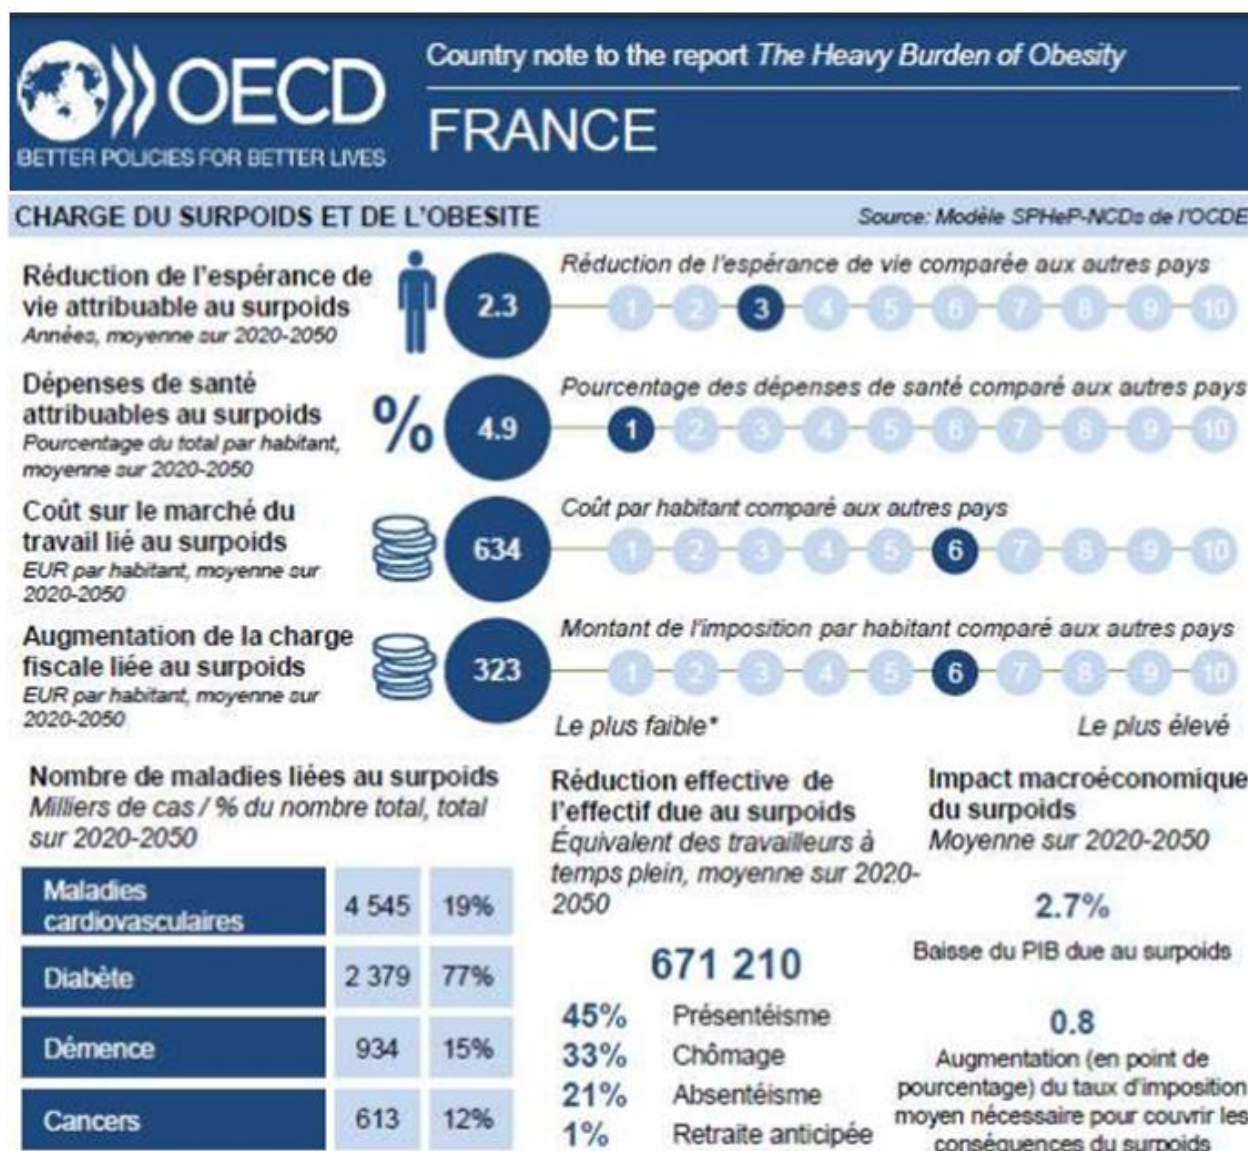 OECD
BETTER POLICIES FOR BETTER LIVES
Country note to the report The Heavy Burden of Obesity
FRANCE
CHARGE DU SURPOIDS ET DE L'OBESITE
Source: Modèle SPHeP-NCDs de l'OCDE
Réduction de l'espérance de
vie attribuable au surpoids
Années, moyenne sur 2020-2050
2.3
Réduction de l'espérance de vie comparée aux autres pays
1 2 3 4 5 6 7 8 9 10
Dépenses de santé
attribuables au surpoids
Pourcentage du total par habitant,
moyenne sur 2020-2050
%
4.9
Pourcentage des dépenses de santé comparé aux autres pays
1 2 3 4 5 6 7 8 9 10
Coût sur le marché du
travail lié au surpoids
EUR par habitant, moyenne sur
2020-2050
634
Coût par habitant comparé aux autres pays
1 2 3 4 5 6 7 8 9 10
Augmentation de la charge
fiscale liée au surpoids
EUR par habitant, moyenne sur
2020-2050
323
Montant de l'imposition par habitant comparé aux autres pays
1 2 3 4 5 6 7 8 9 10
Le plus faible*
Le plus élevé
Nombre de maladies liées au surpoids
Milliers de cas / % du nombre total, total
sur 2020-2050
Maladies
cardiovasculaires
4 545 19%
Diabète 2 379 77%
Démence 934 15%
Cancers 613 12%
Réduction effective de
l'effectif due au surpoids
Équivalent des travailleurs à
temps plein, moyenne sur 2020-
2050
671 210
45% Présentéisme
33% Chômage
21% Absentéisme
1% Retraite anticipée
Impact macroéconomique
du surpoids
Moyenne sur 2020-2050
2.7%
Baisse du PIB due au surpoids
0.8
Augmentation (en point de
pourcentage) du taux d'imposition
moyen nécessaire pour couvrir les
conséquences du surpoids